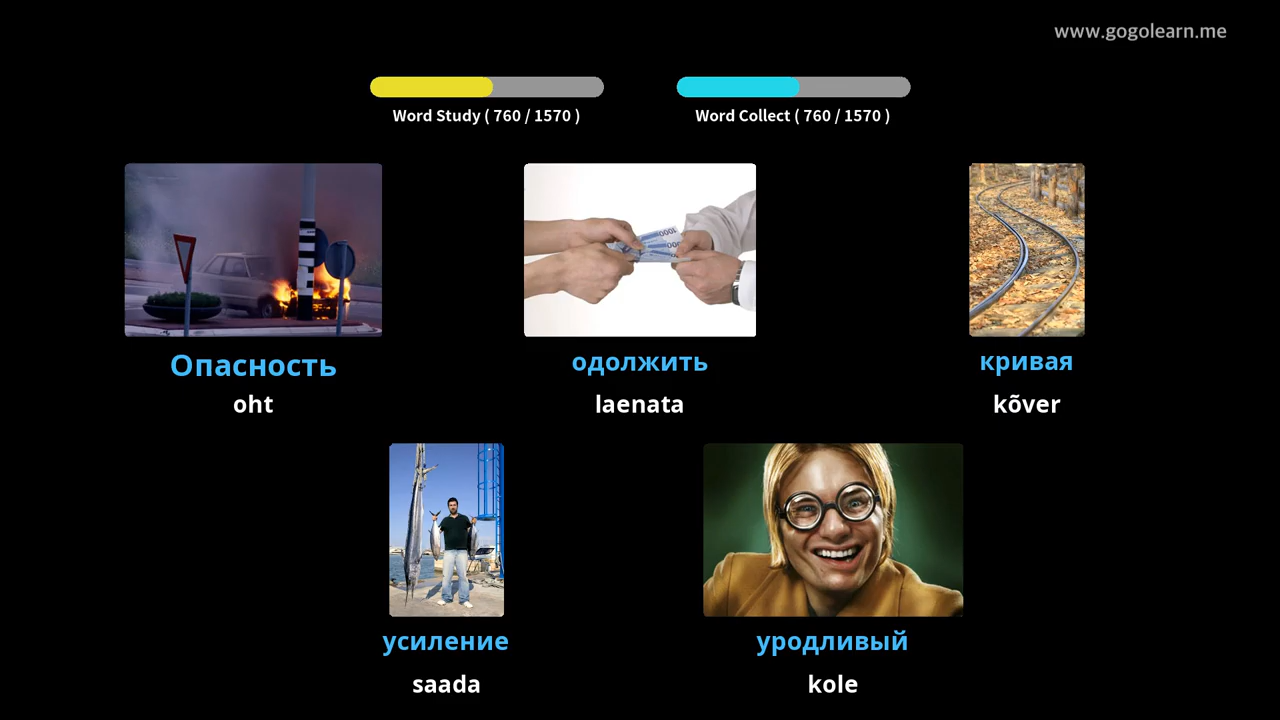 www.gogolearn.me
Word Study ( 760 / 1570 )
Word Collect ( 760 / 1570 )
Опасность
одолжить
кривая
oht
laenata
kõver
усиление
уродливый
saada
kole